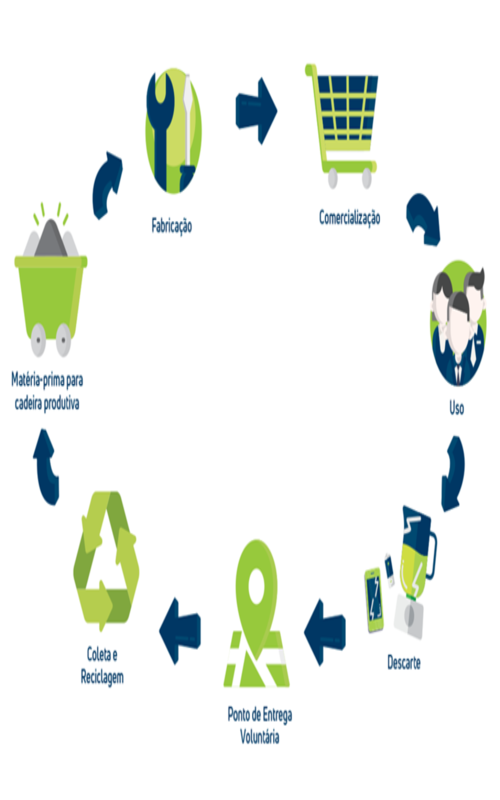 Fabricação
Comercialização
Uso
Descarte
Ponto de Entrega
Voluntária
Coleta e
Reciclagem
Matéria-prima para
cadeira produtiva